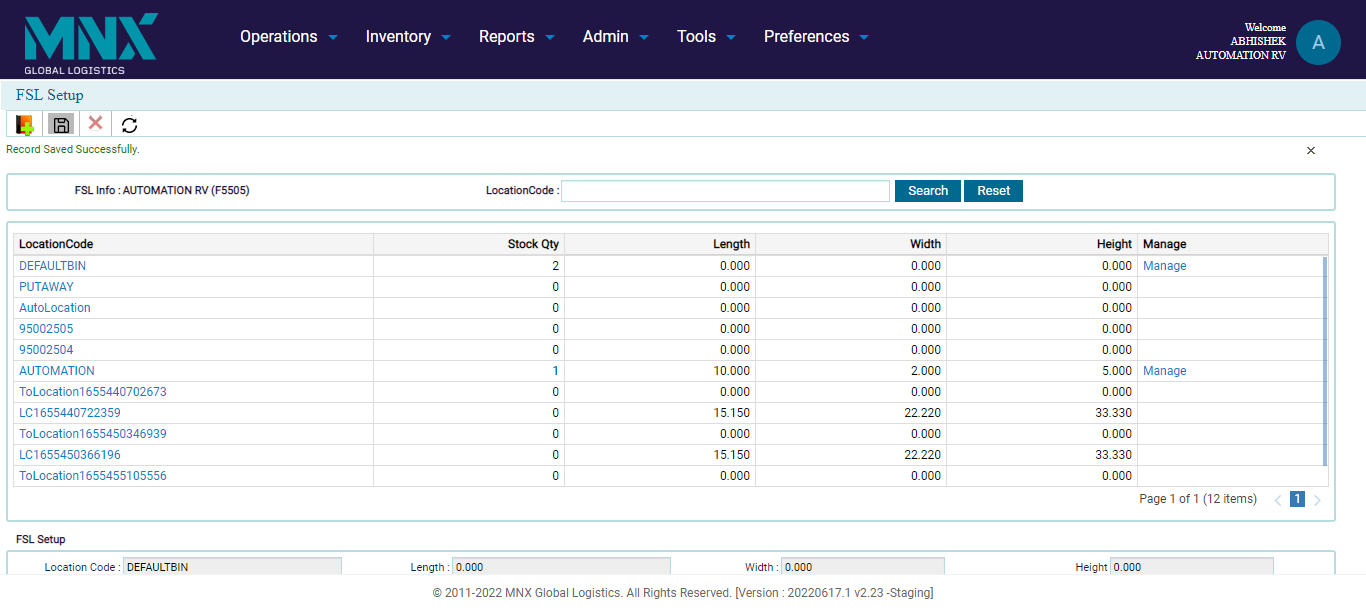 MNX
GLOBAL LOGISTICS
Operations Inventory Reports Admin Tools Preferences
Welcome
ABHISHEK
AUTOMATION RV
A
FSL Setup
Record Saved Successfully.
FSL Info : AUTOMATION RV (F5505) LocationCode : Search Reset
LocationCode Stock Qty Length Width Height Manage
DEFAULTBIN 2 0.000 0.000 0.000 Manage
PUTAWAY 0 0.000 0.000 0.000
AutoLocation 0 0.000 0.000 0.000
95002505 0 0.000 0.000 0.000
95002504 0 0.000 0.000 0.000
AUTOMATION 1 10.000 2.000 5.000 Manage
ToLocation1655440702673 0 0.000 0.000 0.000
LC1655440722359 0 15.150 22.220 33.330
ToLocation1655450346939 0 0.000 0.000 0.000
LC1655450366196 0 15.150 22.220 33.330
ToLocation1655455105556 0 0.000 0.000 0.000
Page 1 of 1 (12 items) 1
FSL Setup
Location Code : DEFAULTBIN Length : 0.000 Width : 0.000 Height 0.000
© 2011-2022 MNX Global Logistics. All Rights Reserved. [Version : 20220617.1 v2.23 -Staging]